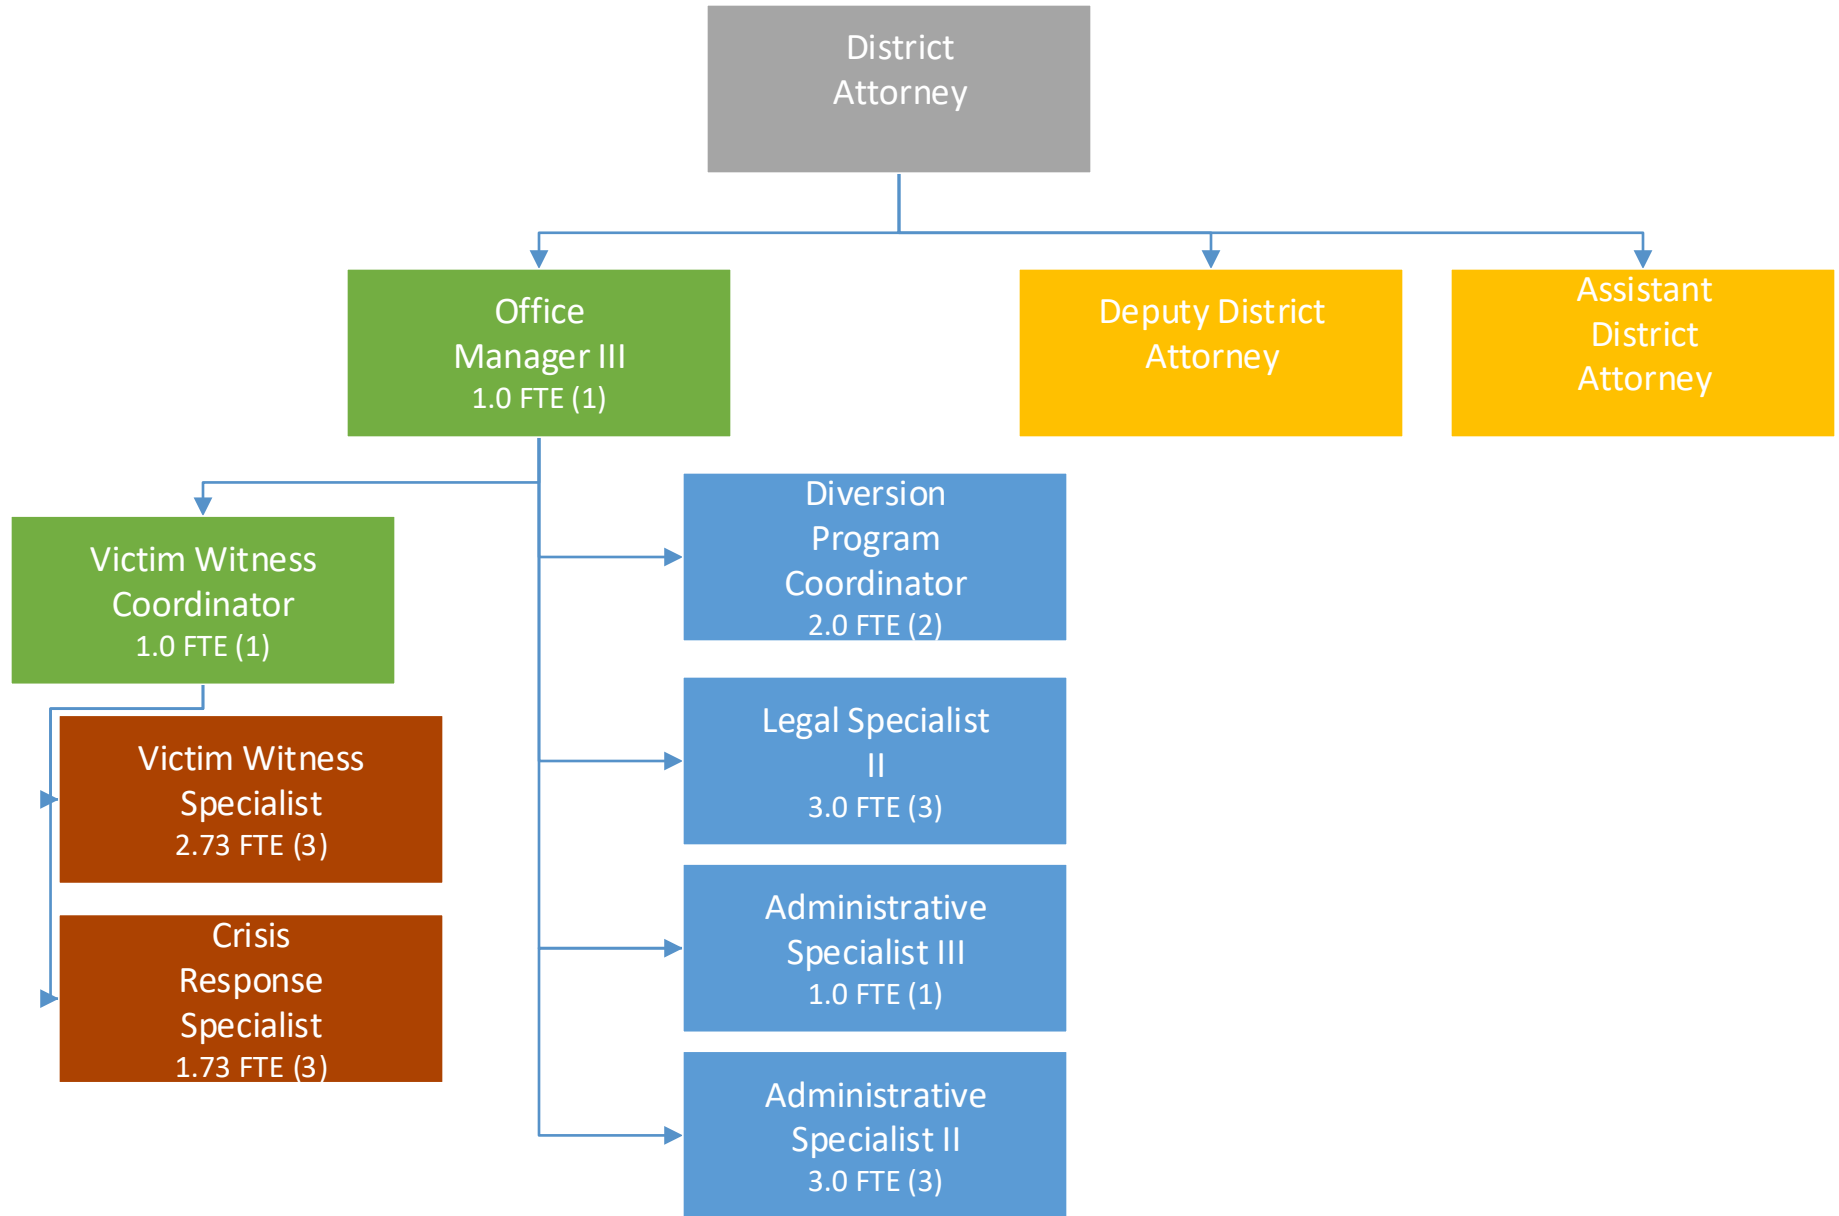 District
Attorney
Office
Manager III
1.0 FTE (1)
Deputy District
Attorney
Assistant
District
Attorney
Victim Witness
Coordinator
1.0 FTE (1)
Victim Witness
Specialist
2.73 FTE (3)
Crisis
Response
Specialist
1.73 FTE (3)
Diversion
Program
Coordinator
2.0 FTE (2)
Legal Specialist
II
3.0 FTE (3)
Administrative
Specialist III
1.0 FTE (1)
Administrative
Specialist II
3.0 FTE (3)